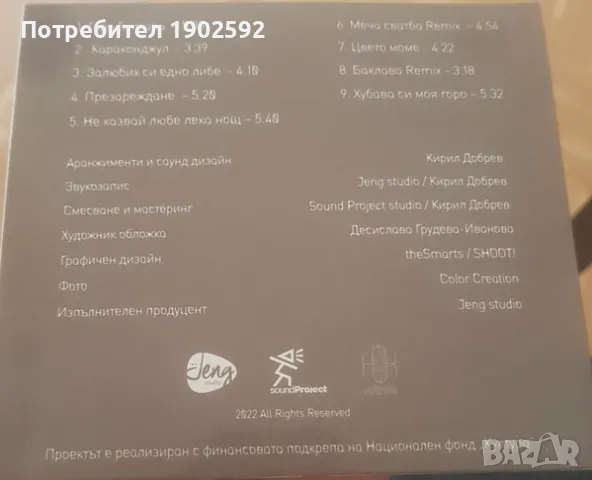 Потребител 1902592
2. Караконджул - 3.39
3. Залюбих си едно либе - 4.10
4. Презареждане - 5.20
5. Не казвай любе лека нощ - 5.40
6 Меча сватба Remix - 4.54
7 Цвето моме - 4.22
8. Баклава Remix - 3.18
9. Хубава си моя горо - 5.32
Аранжименти и саунд дизайн Кирил Добрев
Звукозапис Jeng studio / Кирил Добрев
Смесване и мастеринг Sound Project studio / Кирил Добрев
Художник обложка Десислава Грудева-Иванова
Графичен дизайн theSmarts / SHOOT!
Фото Color Creation
Изпълнителен продуцент Jeng studio
Jeng
studio
soundProject
2022 All Rights Reserved
Проектът е реализиран с финансовата подкрепа на Национален фонд
bazar